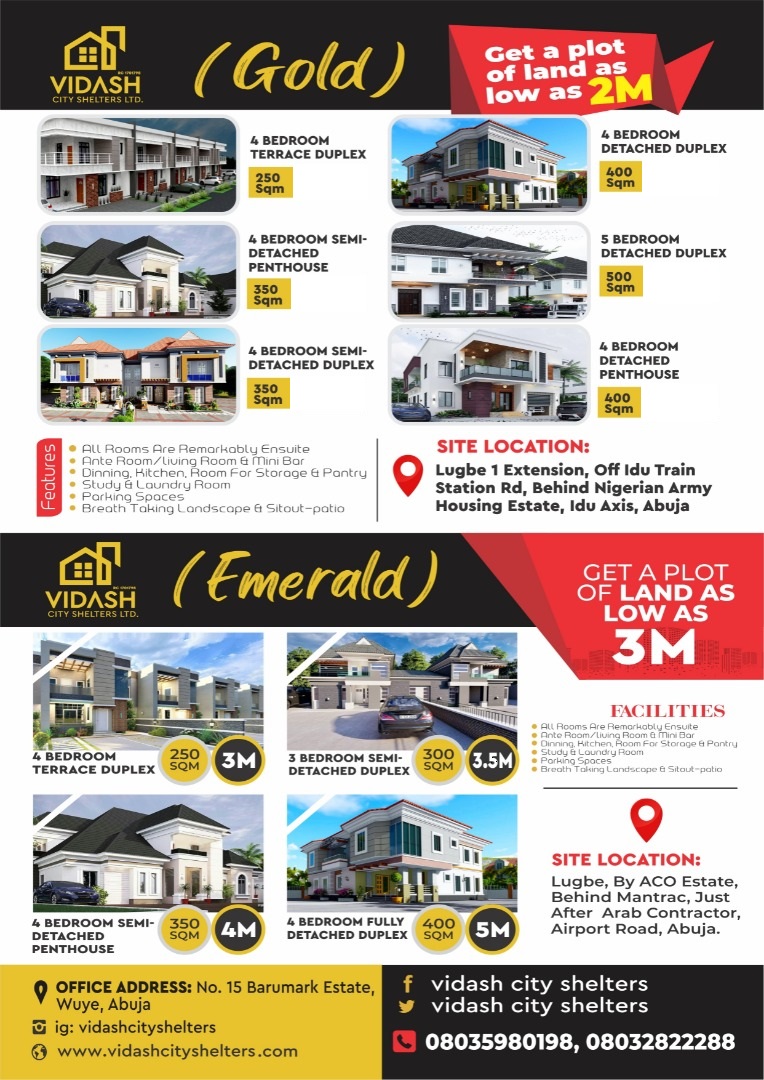 VIDASH
CITY SHELTERS LTD.
(Gold)
Get a plot
of land as
low as 2M
4 BEDROOM
TERRACE DUPLEX
250
Sqm
4 BEDROOM
DETACHED DUPLEX
400
Sqm
4 BEDROOM SEMI-
DETACHED
PENTHOUSE
350
Sqm
5 BEDROOM
DETACHED DUPLEX
500
Sqm
4 BEDROOM SEMI-
DETACHED DUPLEX
350
Sqm
4 BEDROOM
DETACHED
PENTHOUSE
400
Sqm
Features
All Rooms Are Remarkably Ensuite
Ante Room/living Room & Mini Bar
Dinning, Kitchen, Room For Storage & Pantry
Study & Laundry Room
Parking Spaces
Breath Taking Landscape & Sitout-patio
SITE LOCATION:
Lugbe 1 Extension, Off Idu Train
Station Rd, Behind Nigerian Army
Housing Estate, Idu Axis, Abuja
VIDASH
CITY SHELTERS LTD.
(Emerald)
GET A PLOT
OF LAND AS
LOW AS
3M
4 BEDROOM
TERRACE DUPLEX
250
SQM
3M
3 BEDROOM SEMI-
DETACHED DUPLEX
300
SQM
3.5M
4 BEDROOM SEMI-
DETACHED
PENTHOUSE
350
SQM
4M
4 BEDROOM FULLY
DETACHED DUPLEX
400
SQM
5M
FACILITIES
All Rooms Are Remarkably Ensuite
Ante Room/living Room & Mini Bar
Dinning, Kitchen, Room For Storage & Pantry
Study & Laundry Room
Parking Spaces
Breath Taking Landscape & Sitout-patio
SITE LOCATION:
Lugbe, By ACO Estate,
Behind Mantrac, Just
After Arab Contractor,
Airport Road, Abuja.
OFFICE ADDRESS: No. 15 Barumark Estate,
Wuye, Abuja
ig: vidashcityshelters
www.vidashcityshelters.com
vidash city shelters
vidash city shelters
08035980198, 08032822288